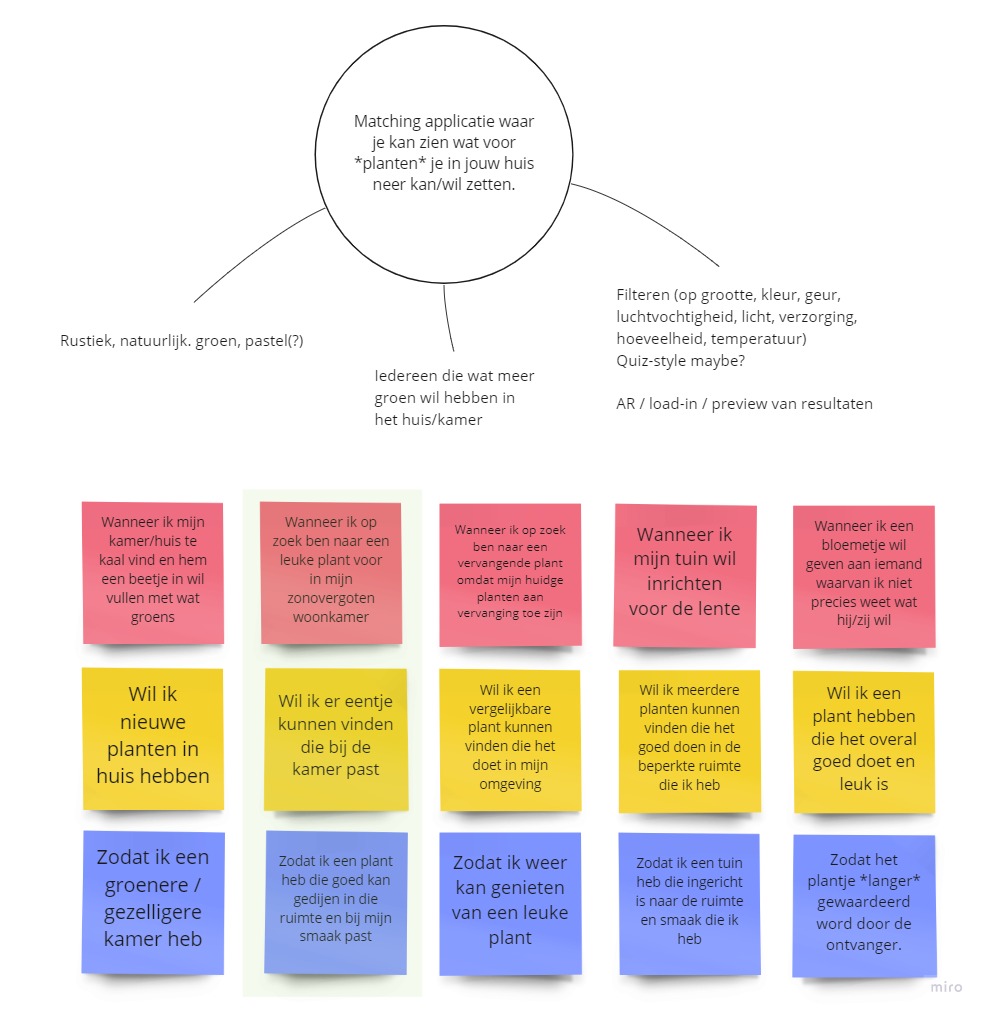 Matching applicatie waar
je kan zien wat voor
*planten* je in jouw huis
neer kan/wil zetten.
Rustiek, natuurlijk. groen, pastel(?)
Iedereen die wat meer
groen wil hebben in
het huis/kamer
Filteren (op grootte, kleur, geur,
luchtvochtigheid, licht, verzorging,
hoeveelheid, temperatuur)
Quiz-style maybe?
AR / load-in / preview van resultaten
Wanneer ik mijn
kamer/huis te
kaal vind en hem
een beetje in wil
vullen met wat
groens
Wanneer ik op
zoek ben naar een
leuke plant voor
in mijn
zonovergoten
woonkamer
Wanneer ik op zoek
ben naar een
vervangende plant
omdat mijn huidge
planten aan
vervanging toe zijn
Wanneer ik
mijn tuin wil
inrichten
voor de lente
Wanneer ik een
bloemetje wil
geven aan iemand
waarvan ik niet
precies weet wat
hij/zij wil
Wil ik
nieuwe
planten in
huis hebben
Wil ik er eentje
kunnen vinden
die bij de
kamer past
Wil ik een
vergelijkbare
plant kunnen
vinden die het
doet in mijn
omgeving
Wil ik meerdere
planten kunnen
vinden die het
goed doen in de
beperkte ruimte
die ik heb
Wil ik een
plant hebben
die het overal
goed doet en
leuk is
Zodat ik een
groenere /
gezelligere
kamer heb
Zodat ik een plant
heb die goed kan
gedijen in die
ruimte en bij mijn
smaak past
Zodat ik weer
kan genieten
van een leuke
plant
Zodat ik een tuin
heb die ingericht
is naar de ruimte
en smaak die ik
heb
Zodat het
plantje *langer*
gewaardeerd
word door de
ontvanger.
miro